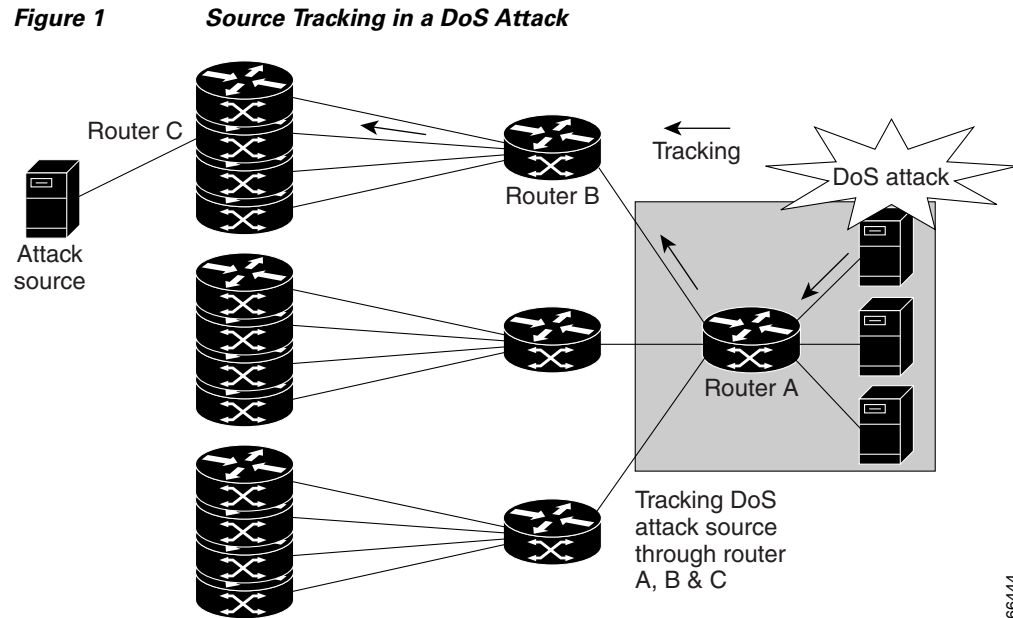 Figure 1 Source Tracking in a DoS Attack
Router C
Tracking
DoS attack
Router B
Attack
source
Router A
Tracking DoS
attack source
through router
A, B & C
66444